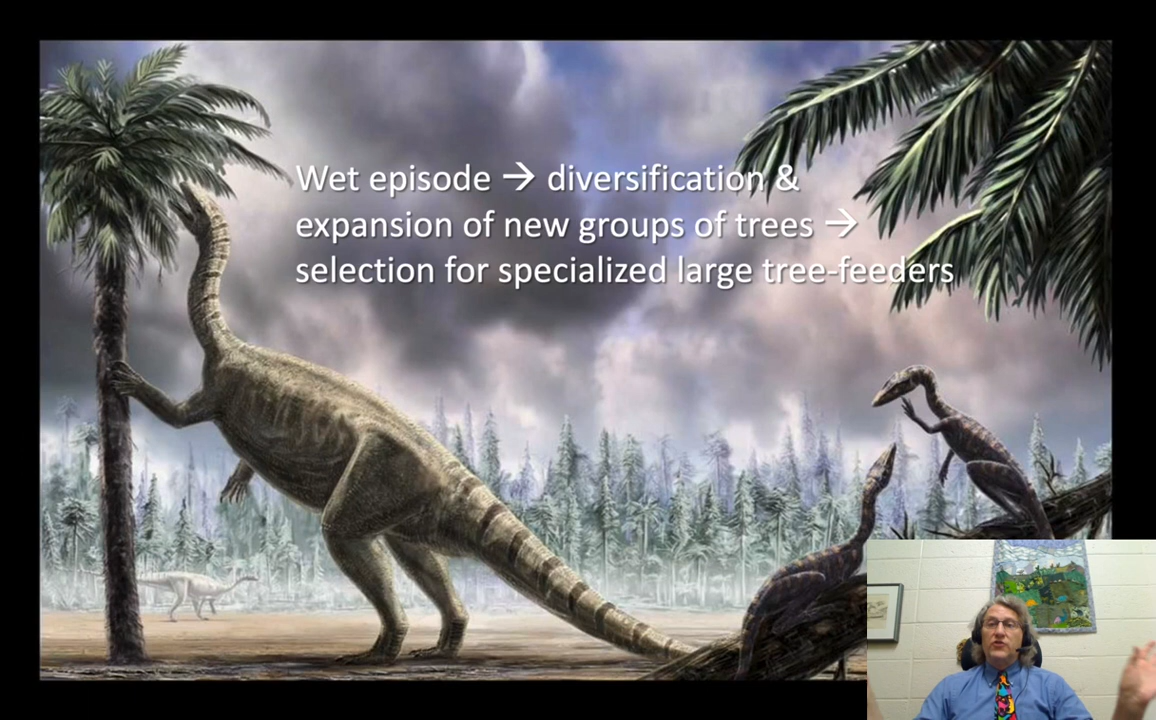 Wet episode → diversification &
expansion of new groups of trees →
selection for specialized large tree-feeders